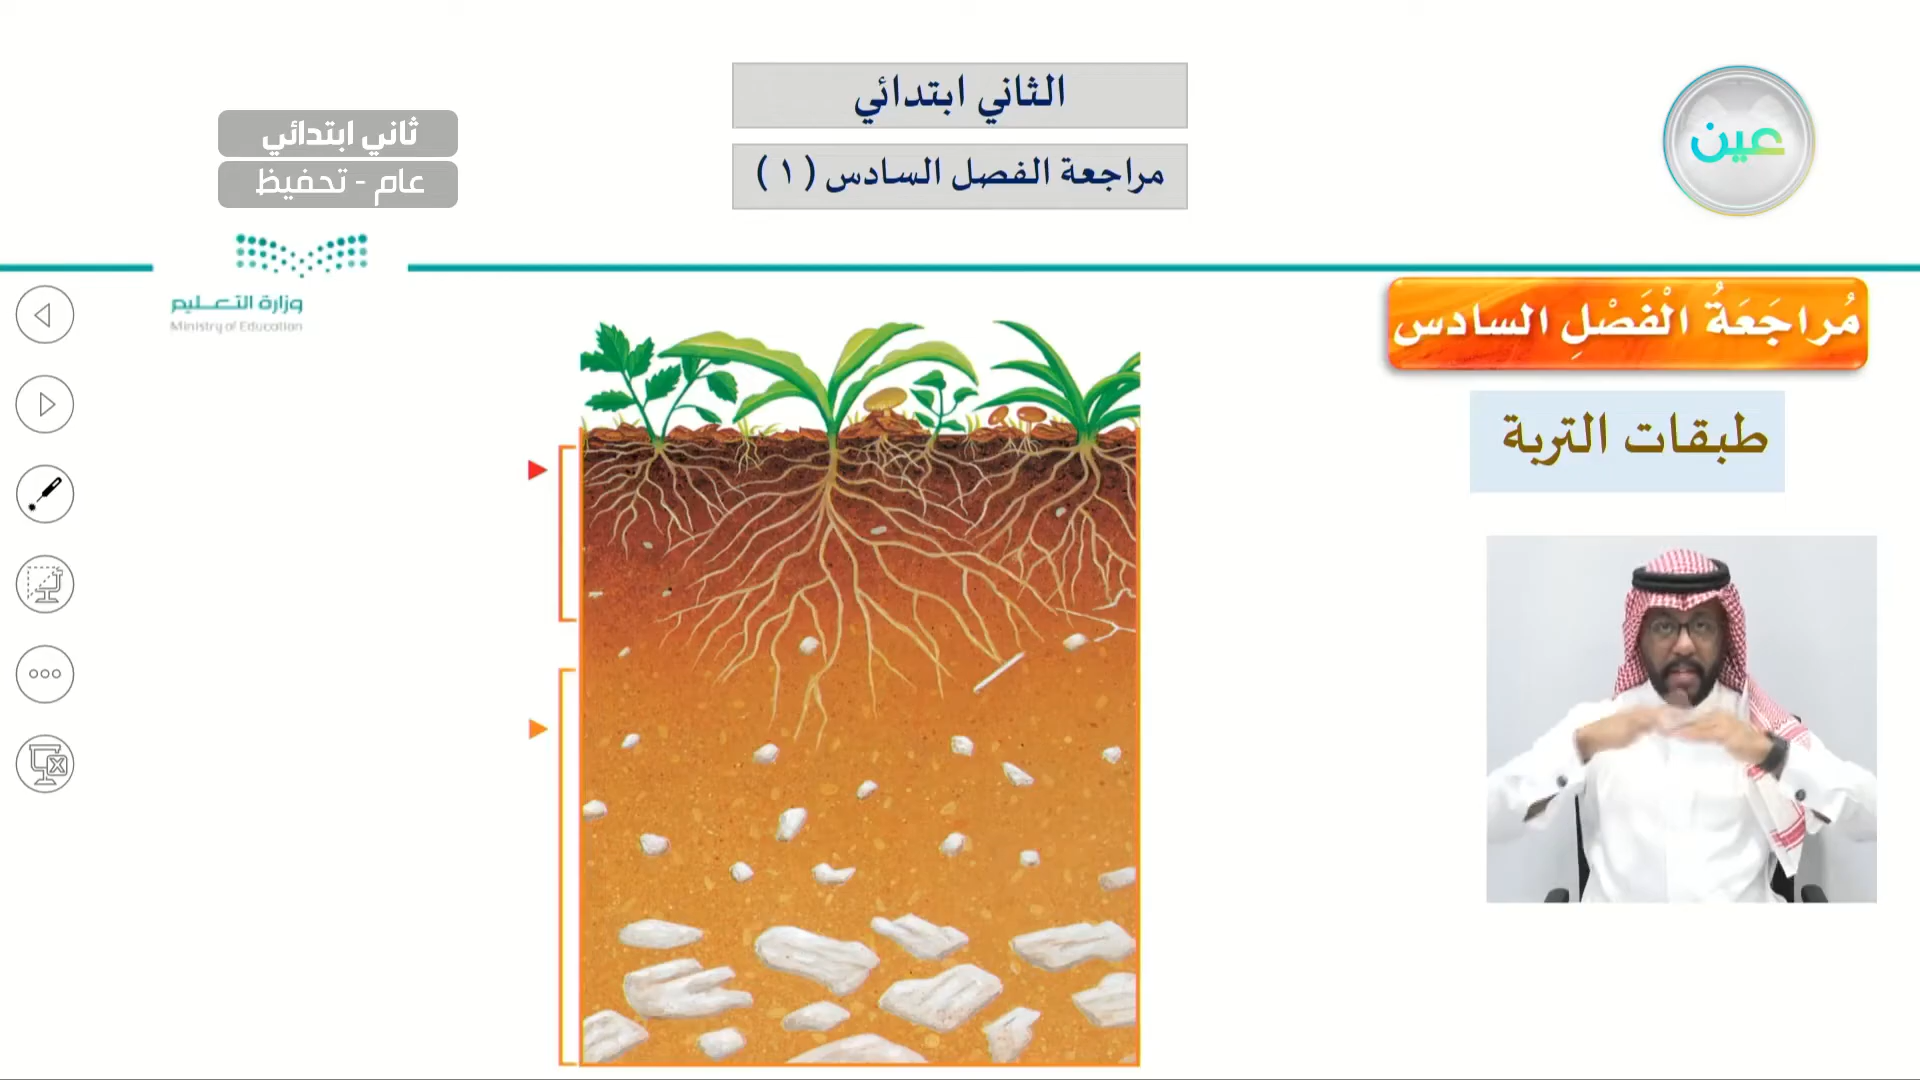 الثاني ابتدائي
مراجعة الفصل السادس ( ١ )
عين
ثاني ابتدائي
عام - تحفيظ
وزارة التعليم
Ministry of Education
مُراجَعَةُ الْفَصْلِ السادس
طبقات التربة